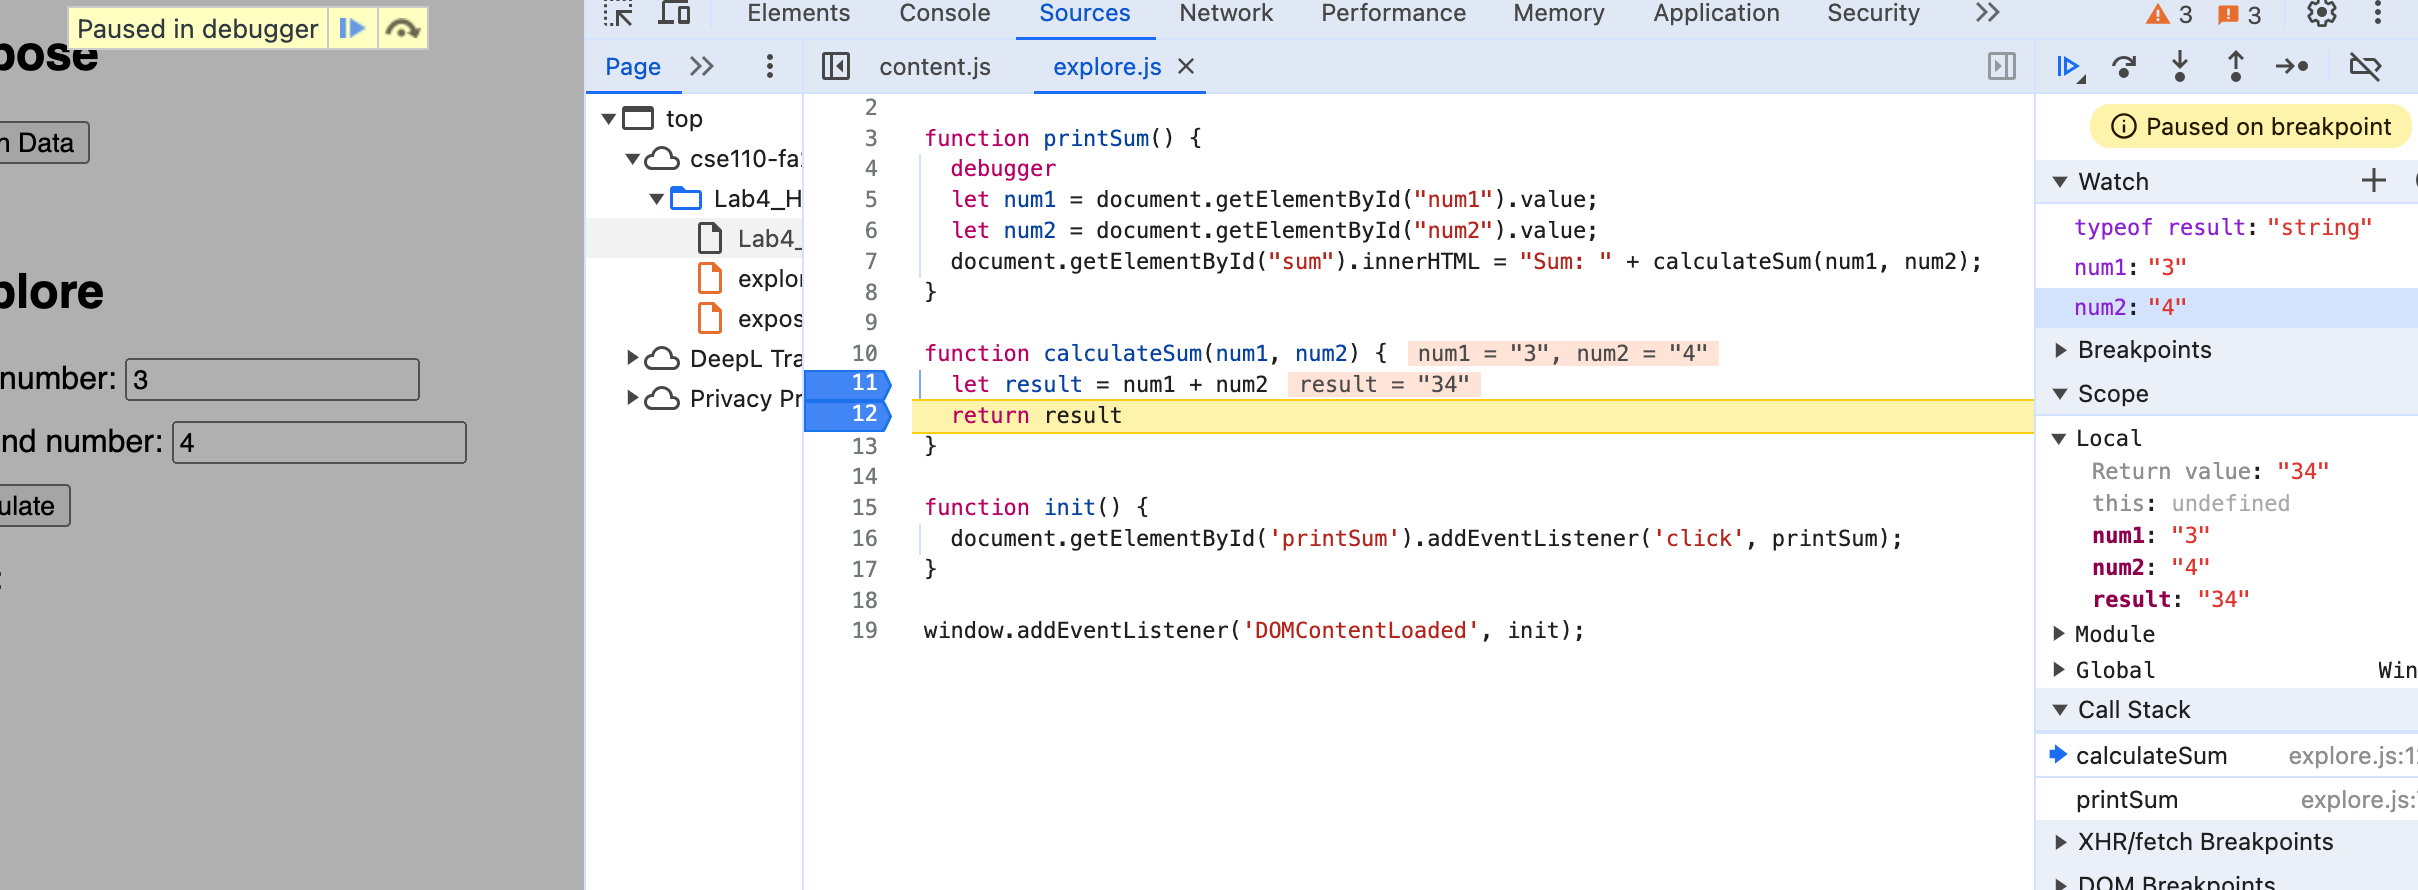 Paused in debugger
pose
n Data
plore
number: 3
nd number: 4
ulate
:
Elements Console Sources Network Performance Memory Application Security 3 3
Page
content.js explore.js
top
cse110-fa
Lab4_H
Lab4_
explor
expos
DeepL Tra
Privacy Pr
2
3 function printSum() {
4 debugger
5 let num1 = document.getElementById("num1").value;
6 let num2 = document.getElementById("num2").value;
7 document.getElementById("sum").innerHTML = "Sum: " + calculateSum(num1, num2);
8 }
9
10 function calculateSum(num1, num2) { num1 = "3", num2 = "4"
11 let result = num1 + num2 result = "34"
12 return result
13 }
14
15 function init() {
16 document.getElementById('printSum').addEventListener('click', printSum);
17 }
18
19 window.addEventListener('DOMContentLoaded', init);
Paused on breakpoint
Watch
typeof result: "string"
num1: "3"
num2: "4"
Breakpoints
Scope
Local
Return value: "34"
this: undefined
num1: "3"
num2: "4"
result: "34"
Module
Global Win
Call Stack
calculateSum explore.js:12
printSum explore.js:
XHR/fetch Breakpoints
DOM Breakpoints